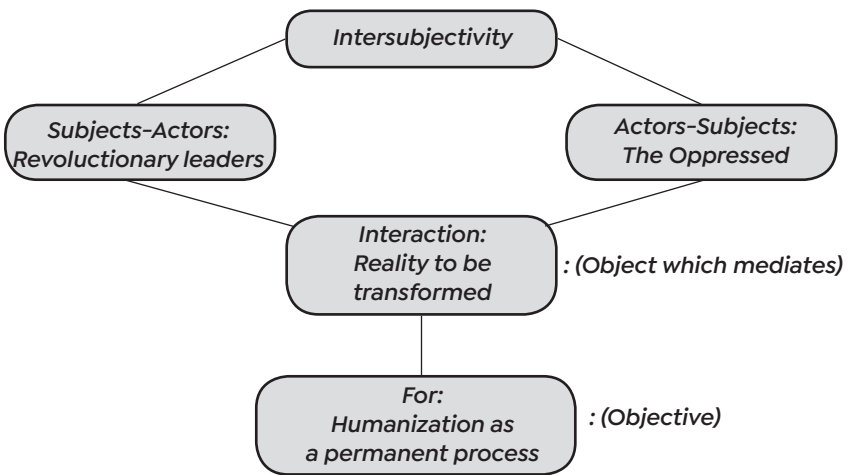 Intersubjectivity
Subjects-Actors:
Revoluctionary leaders
Actors-Subjects:
The Oppressed
Interaction:
Reality to be
transformed
: (Object which mediates)
For:
Humanization as
a permanent process
: (Objective)